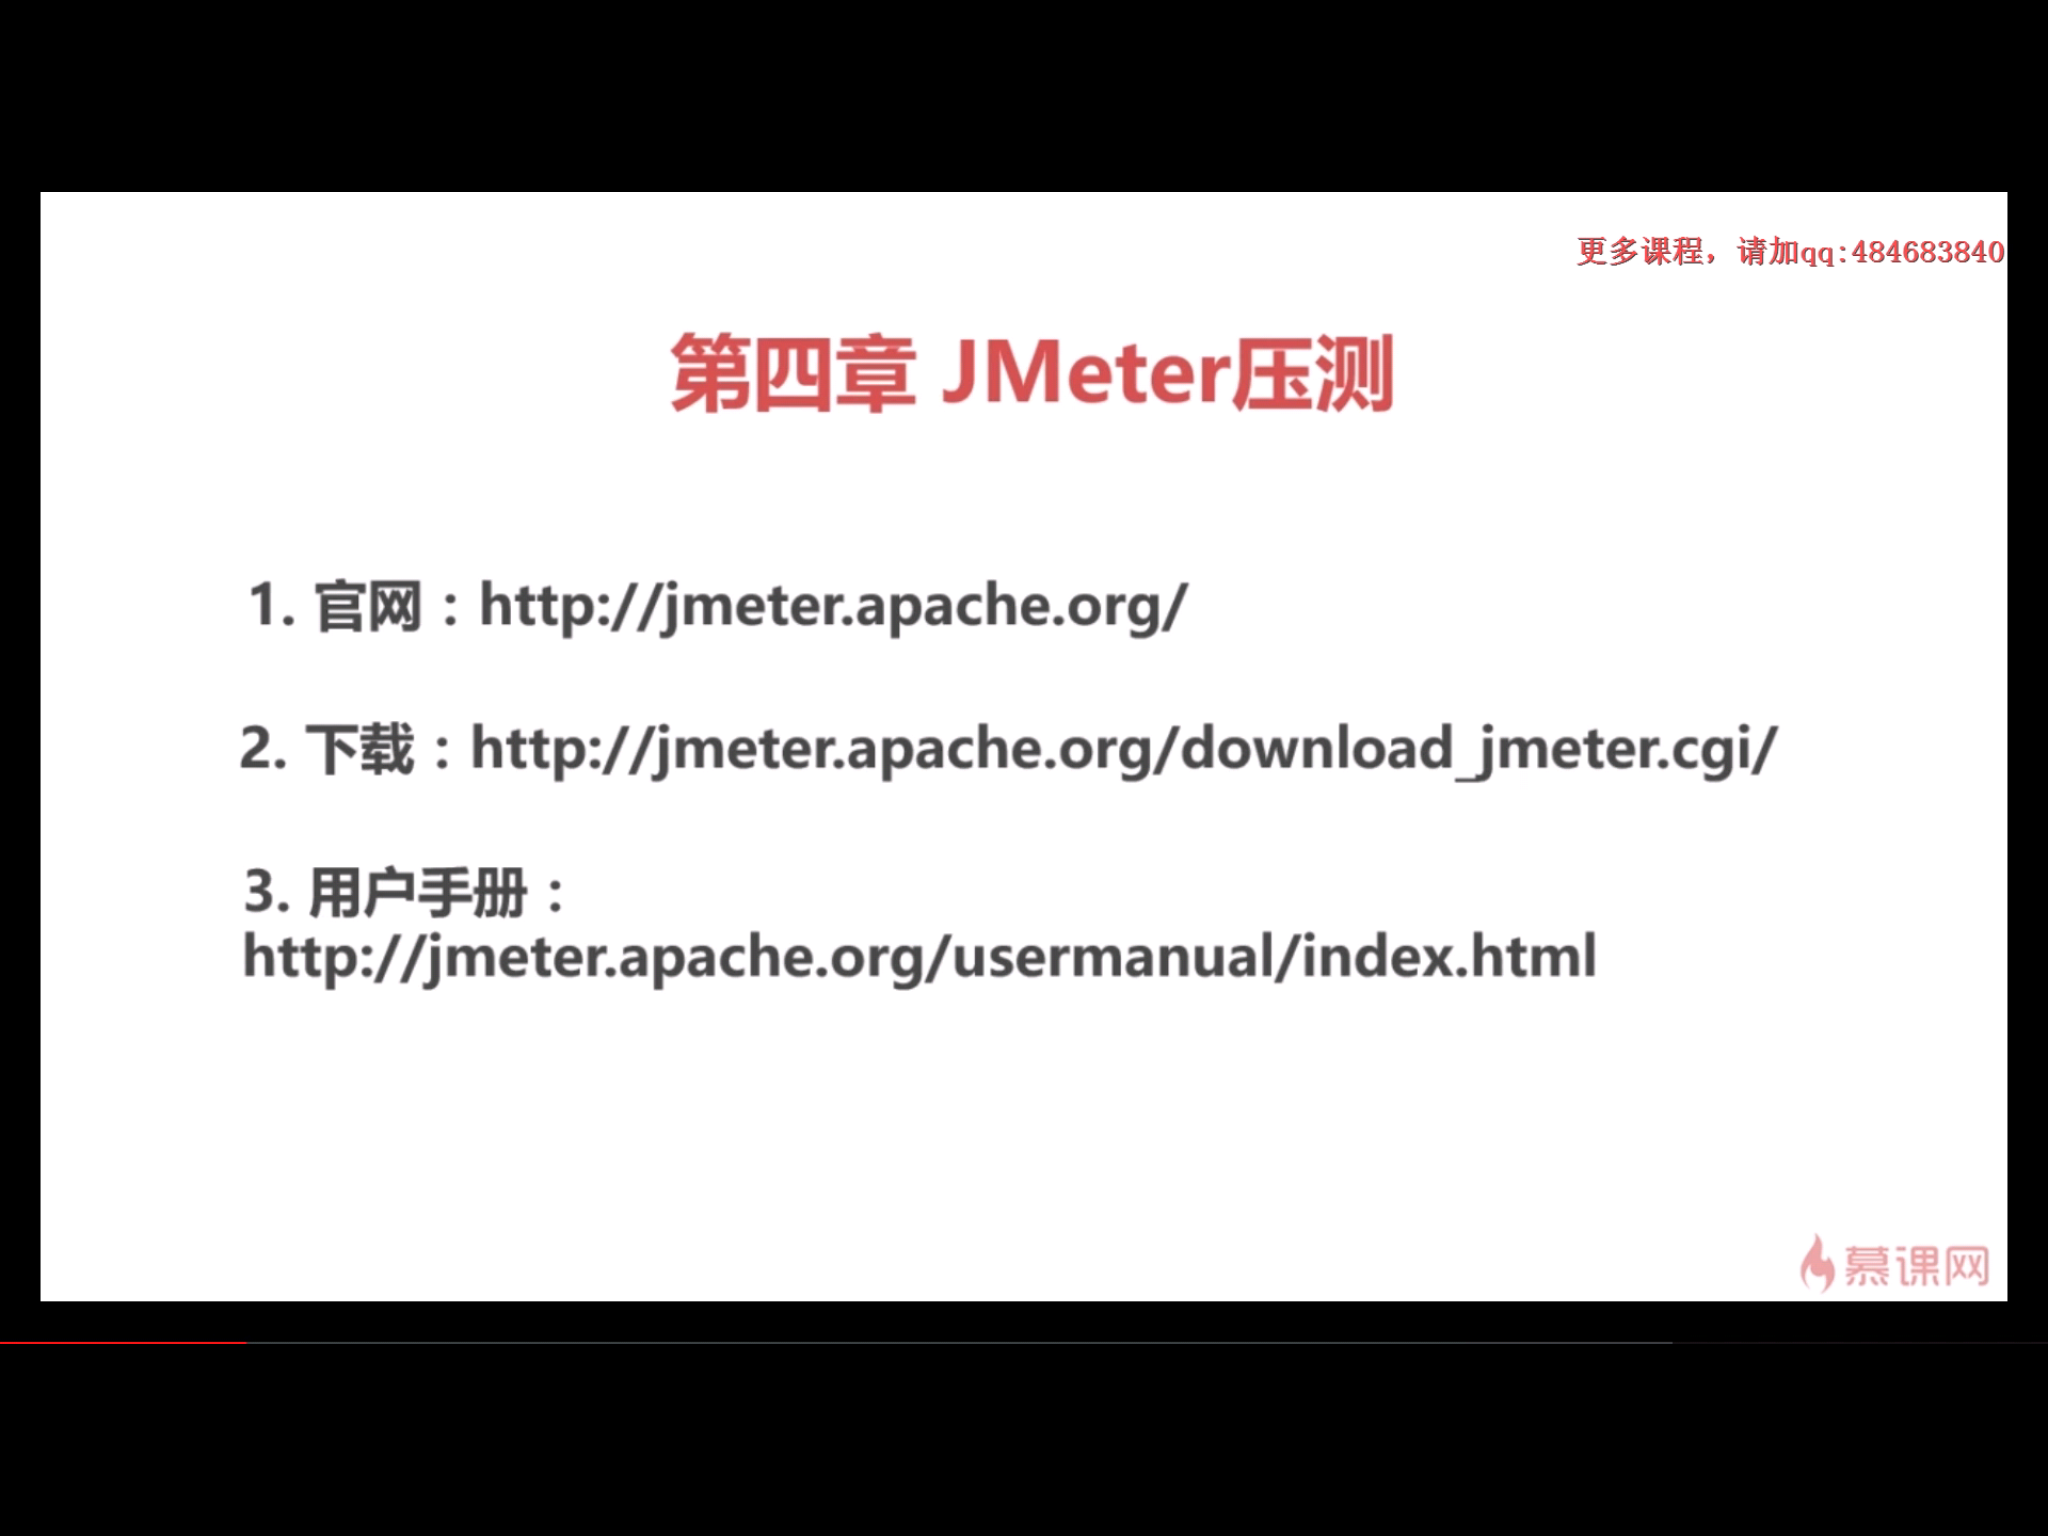 更多课程，请加qq:484683840
第四章 JMeter压测
1. 官网：http://jmeter.apache.org/
2. 下载：http://jmeter.apache.org/download_jmeter.cgi/
3. 用户手册：
http://jmeter.apache.org/usermanual/index.html
慕课网